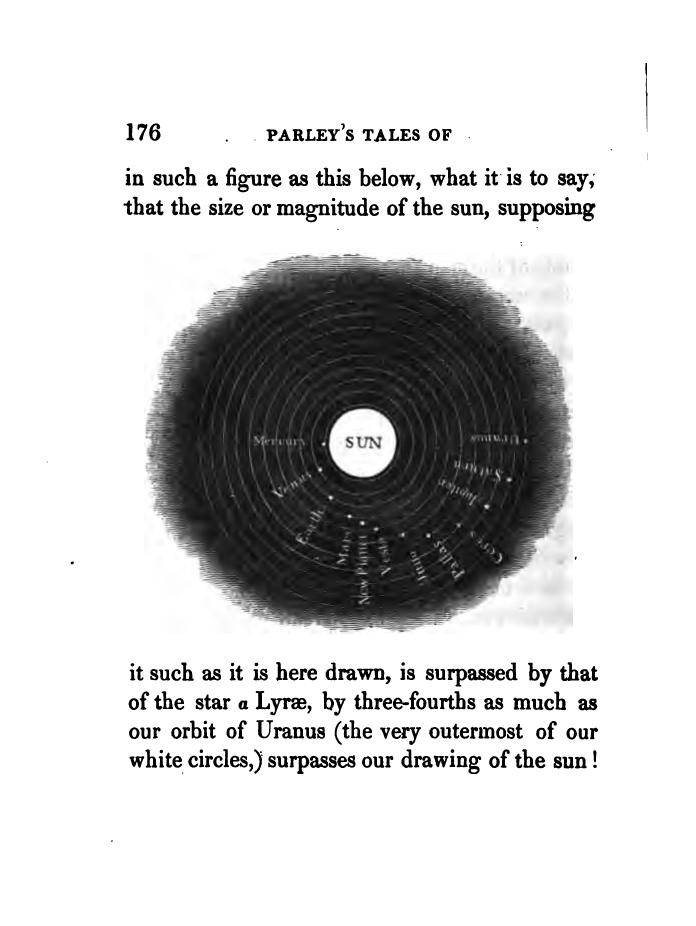 176
PARLEY'S TALES OF
in such a figure as this below, what it is to say,
that the size or magnitude of the sun, supposing
SUN
Mercury
Venus
Earth
Mars
New Planet
Vesta
Juno
Pallas
Ceres
Jupiter
Saturn
Uranus
it such as it is here drawn, is surpassed by that
of the star a Lyræ, by three-fourths as much as
our orbit of Uranus (the very outermost of our
white circles,) surpasses our drawing of the sun !